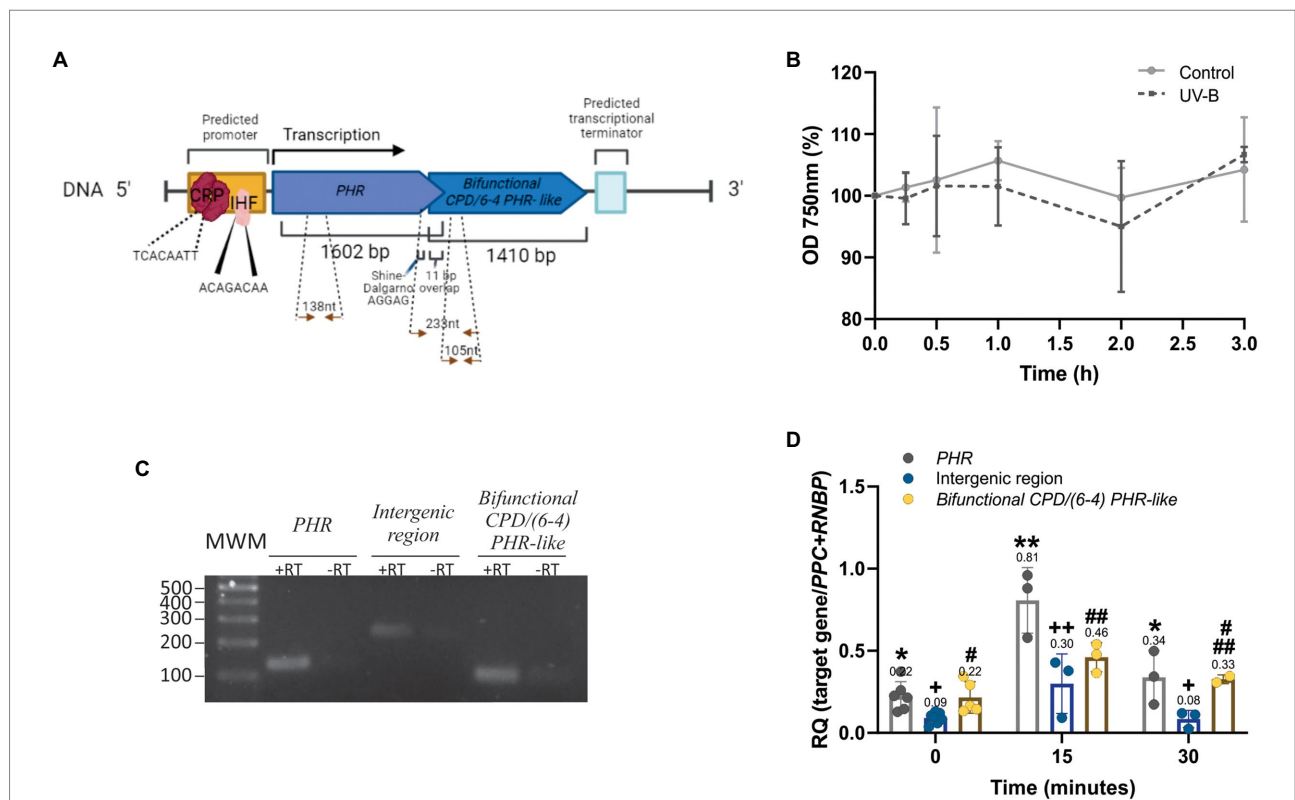 A
Predicted
promoter
Transcription
Predicted
transcriptional
terminator
DNA 5'
CRP
IHF
PHR
Bifunctional
CPD/6-4 PHR- like
3'
TCACAATT
ACAGACAA
1602 bp
1410 bp
Shine-
Dalgarno
AGGAG
11 bp
overlap
138nt
233nt
105nt
B
Control
UV-B
OD 750nm (%)
120
110
100
90
80
0.0 0.5 1.0 1.5 2.0 2.5 3.0
Time (h)
C
MWM
PHR
Intergenic
region
Bifunctional
CPD/(6-4)
PHR-like
+RT -RT +RT -RT +RT -RT
500
400
300
200
100
D
PHR
Intergenic region
Bifunctional CPD/(6-4) PHR-like
RQ (target gene/PPC+RNBP)
1.5
1.0
0.5
0.0
*
0.22
+
0.09
#
0.22
**
0.81
++
0.30
##
0.46
*
0.34
+
0.08
#
##
0.33
0 15 30
Time (minutes)